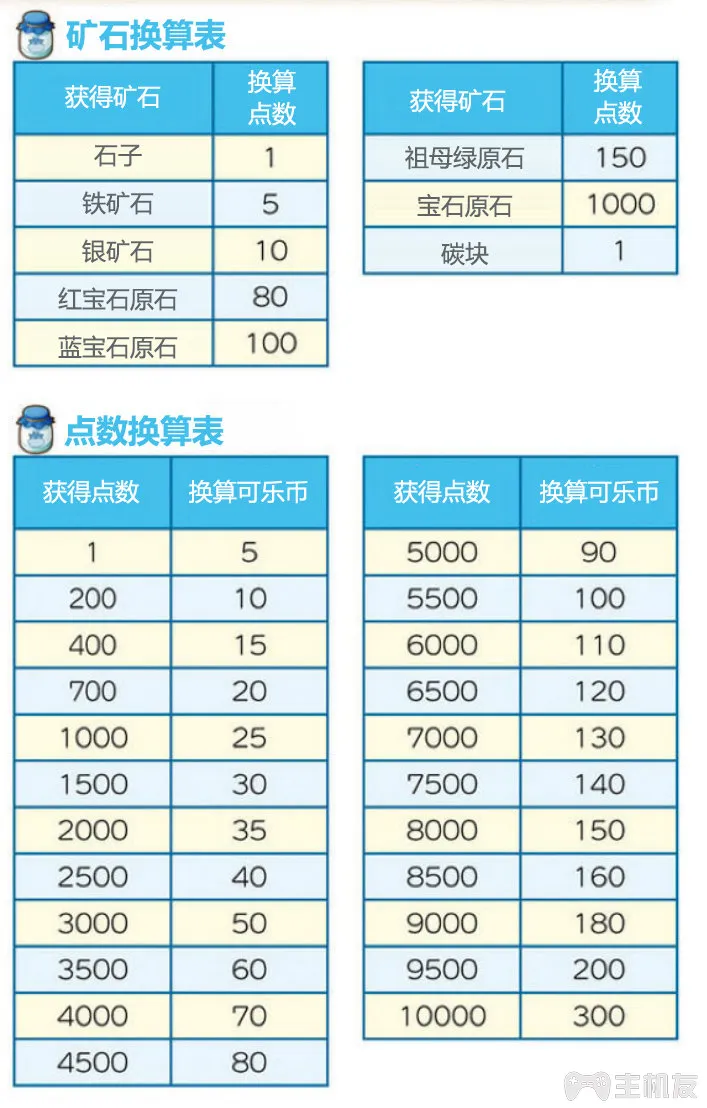 矿石换算表
获得矿石 换算点数
石子 1
铁矿石 5
银矿石 10
红宝石原石 80
蓝宝石原石 100
获得矿石 换算点数
祖母绿原石 150
宝石原石 1000
碳块 1
点数换算表
获得点数 换算可乐币
1 5
200 10
400 15
700 20
1000 25
1500 30
2000 35
2500 40
3000 50
3500 60
4000 70
4500 80
获得点数 换算可乐币
5000 90
5500 100
6000 110
6500 120
7000 130
7500 140
8000 150
8500 160
9000 180
9500 200
10000 300
主机友